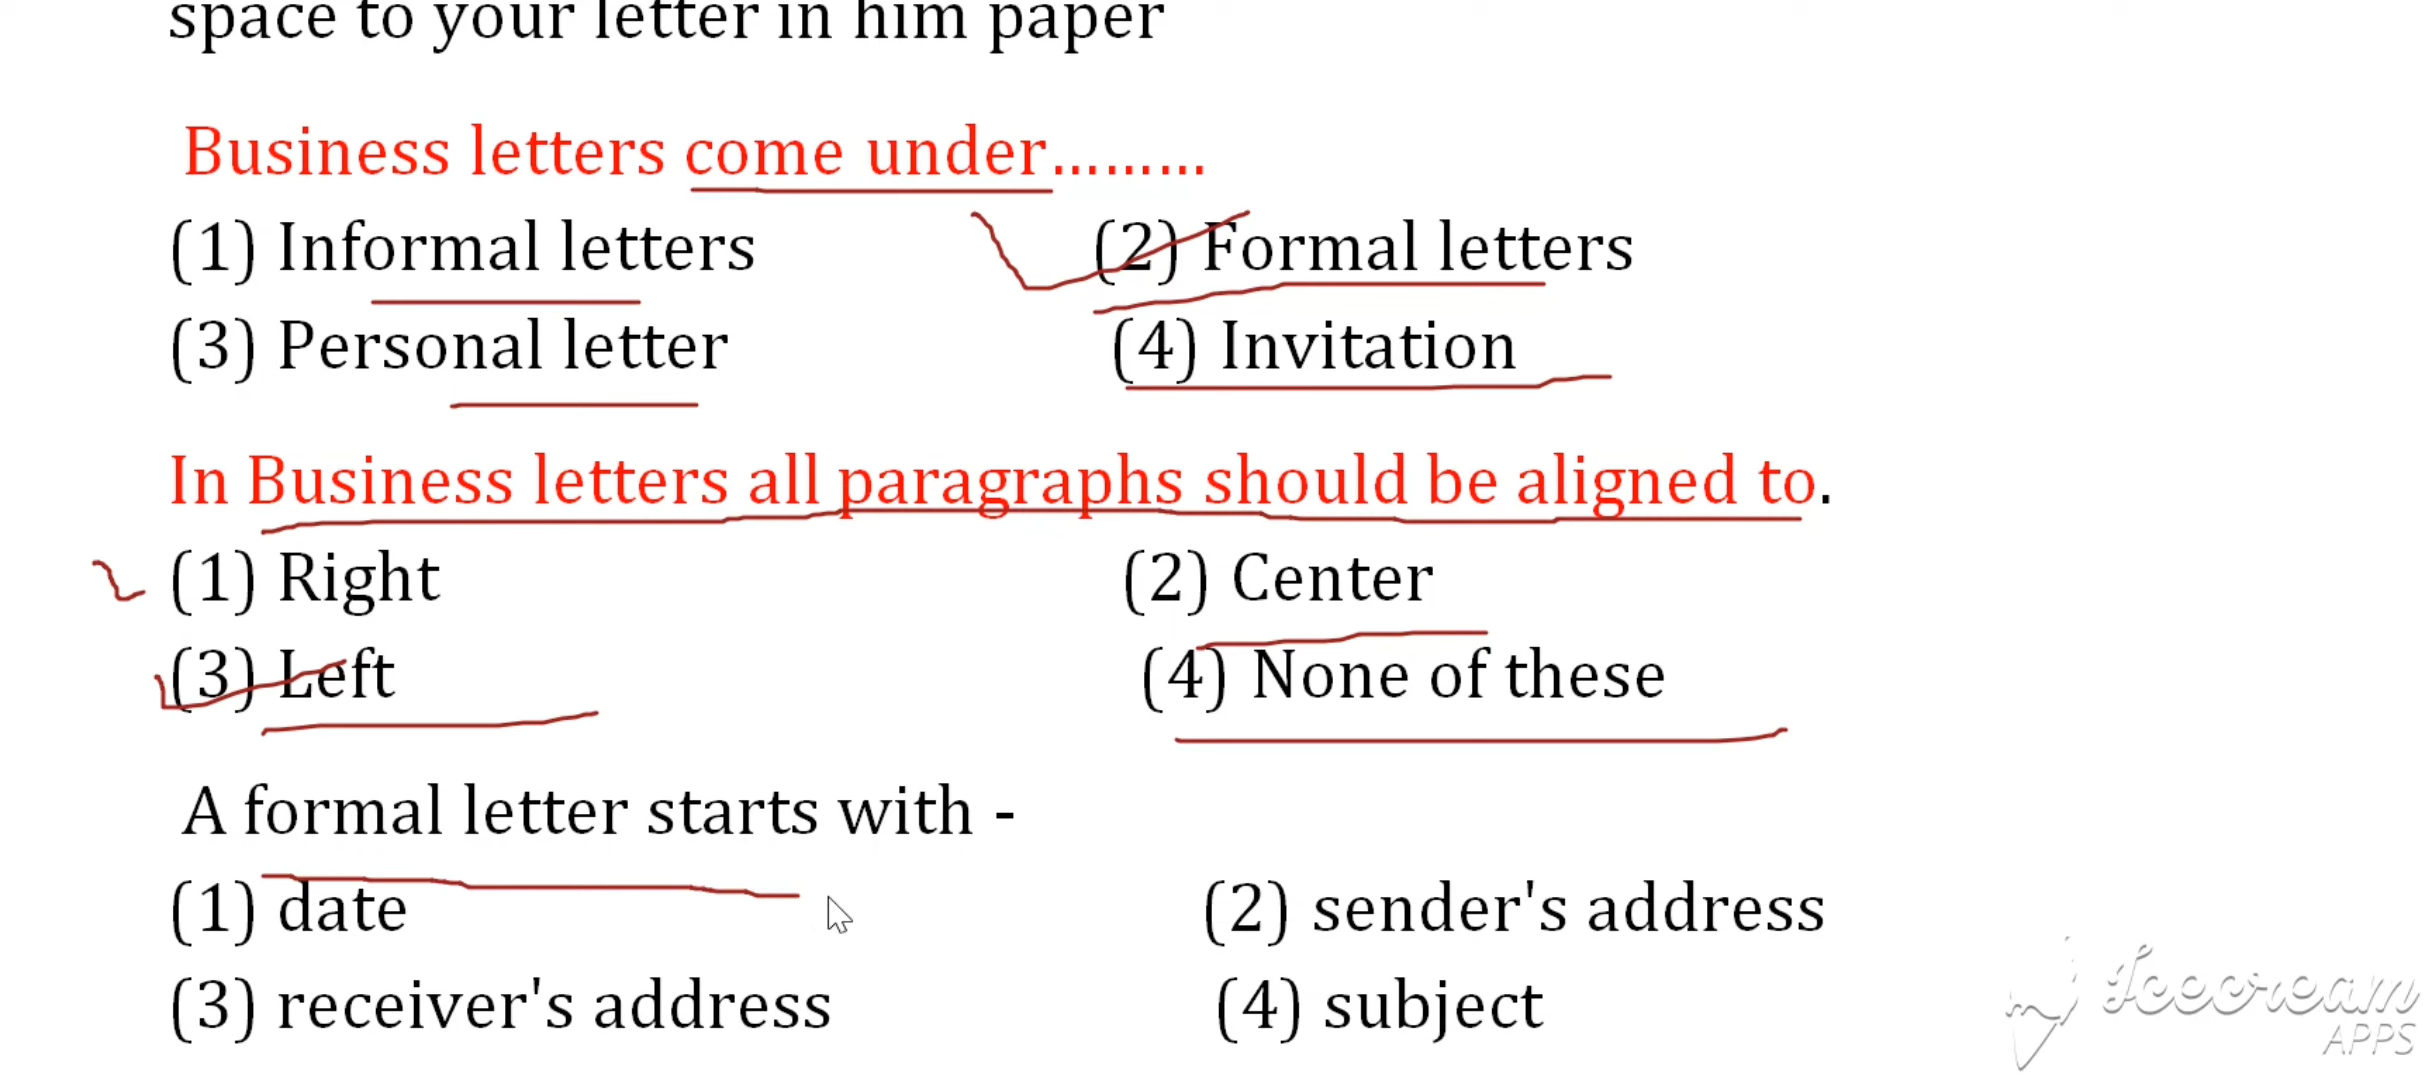 space to your letter in him paper
Business letters come under.........
(1) Informal letters (2) Formal letters
(3) Personal letter (4) Invitation
In Business letters all paragraphs should be aligned to.
(1) Right (2) Center
(3) Left (4) None of these
A formal letter starts with -
(1) date (2) sender's address
(3) receiver's address (4) subject
Icecream
APPS